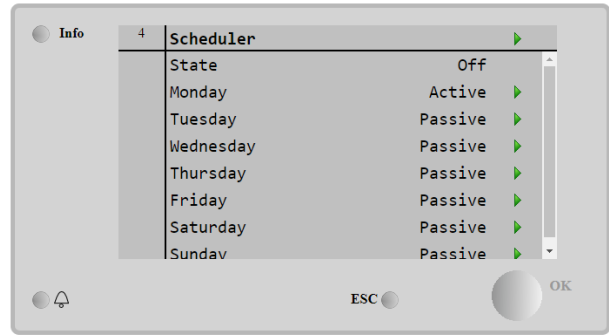 Info
4 Scheduler
State Off
Monday Active
Tuesday Passive
Wednesday Passive
Thursday Passive
Friday Passive
Saturday Passive
Sunday Passive
ESC
OK